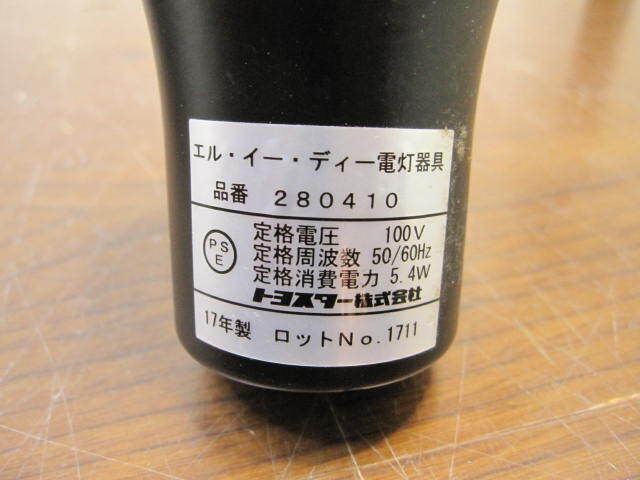 エル・イー・ディー電灯器具
品番 280410
PSE
定格電圧 100V
定格周波数 50/60Hz
定格消費電力 5.4W
トヨスター株式会社
17年製 ロットNo.1711